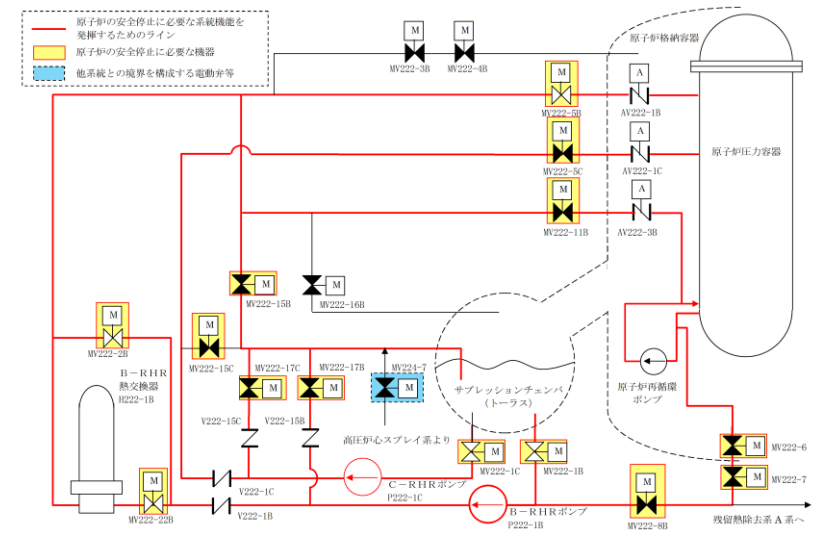 原子炉の安全停止に必要な系統機能を
発揮するためのライン
原子炉の安全停止に必要な機器
他系統との境界を構成する電動弁等
M
M
MV222-3B
MV222-4B
原子炉格納容器
M
MV222-5B
A
AV222-1B
M
MV222-5C
A
AV222-1C
原子炉圧力容器
M
MV222-11B
A
AV222-3B
M
MV222-15B
M
MV222-16B
M
MV222-2B
M
MV222-15C
MV222-17C
M
MV222-17B
M
MV224-7
M
サプレッションチェンバ
(トーラス)
原子炉再循環
ポンプ
B-RHR
熱交換器
H222-1B
V222-15C
V222-15B
高圧炉心スプレイ系より
M
MV222-1C
M
MV222-1B
M
MV222-6
M
MV222-7
V222-1C
C-RHRポンプ
P222-1C
M
MV222-22B
V222-1B
B-RHRポンプ
P222-1B
M
MV222-8B
残留熱除去系A系へ